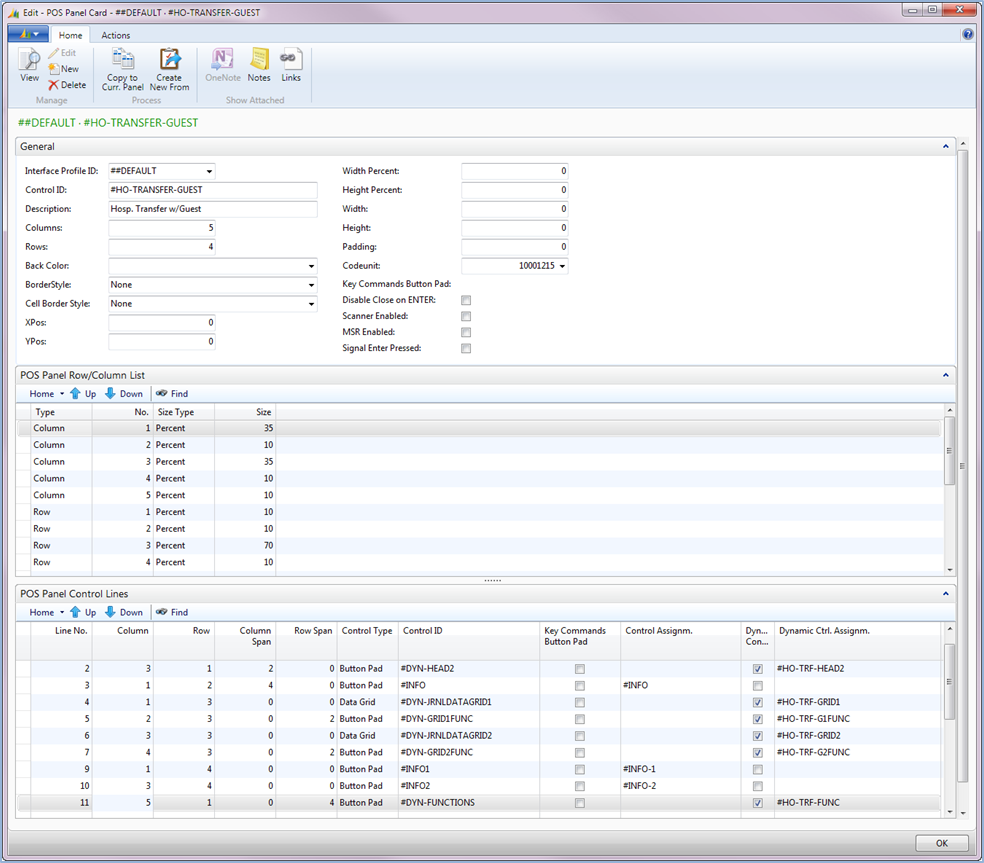 Edit - POS Panel Card - ##DEFAULT · #HO-TRANSFER-GUEST
Home Actions
View Edit New Delete Copy to Curr. Panel Create New From OneNote Notes Links
Manage Process Show Attached
##DEFAULT · #HO-TRANSFER-GUEST
General
Interface Profile ID: ##DEFAULT Width Percent: 0
Control ID: #HO-TRANSFER-GUEST Height Percent: 0
Description: Hosp. Transfer w/Guest Width: 0
Columns: 5 Height: 0
Rows: 4 Padding: 0
Back Color: Codeunit: 10001215
BorderStyle: None Key Commands Button Pad:
Cell Border Style: None Disable Close on ENTER:
XPos: 0 Scanner Enabled:
YPos: 0 MSR Enabled:
Signal Enter Pressed:
POS Panel Row/Column List
Home Up Down Find
Type No. Size Type Size
Column 1 Percent 35
Column 2 Percent 10
Column 3 Percent 35
Column 4 Percent 10
Column 5 Percent 10
Row 1 Percent 10
Row 2 Percent 10
Row 3 Percent 70
Row 4 Percent 10
POS Panel Control Lines
Home Up Down Find
Line No. Column Row Column Span Row Span Control Type Control ID Key Commands Button Pad Control Assignm. Dyn... Con... Dynamic Ctrl. Assignm.
2 3 1 2 0 Button Pad #DYN-HEAD2 #HO-TRF-HEAD2
3 1 2 4 0 Button Pad #INFO #INFO
4 1 3 0 0 Data Grid #DYN-JRNLDATAGRID1 #HO-TRF-GRID1
5 2 3 0 2 Button Pad #DYN-GRID1FUNC #HO-TRF-G1FUNC
6 3 3 0 0 Data Grid #DYN-JRNLDATAGRID2 #HO-TRF-GRID2
7 4 3 0 2 Button Pad #DYN-GRID2FUNC #HO-TRF-G2FUNC
9 1 4 0 0 Button Pad #INFO1 #INFO-1
10 3 4 0 0 Button Pad #INFO2 #INFO-2
11 5 1 0 4 Button Pad #DYN-FUNCTIONS #HO-TRF-FUNC
OK